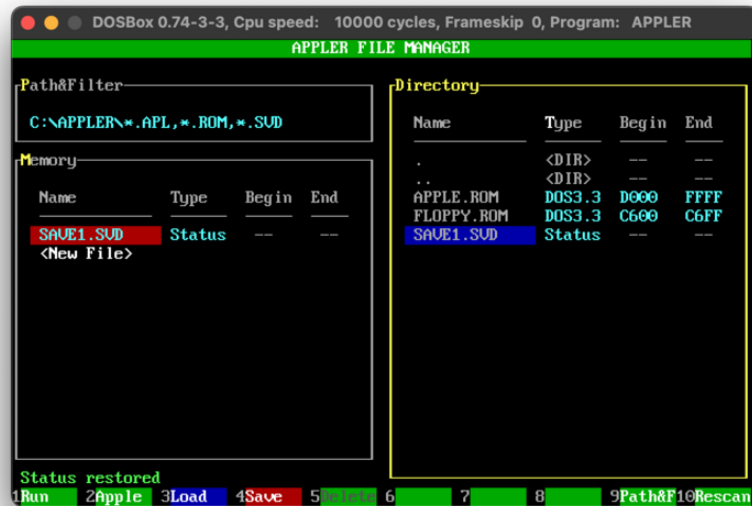 DOSBox 0.74-3-3, Cpu speed: 10000 cycles, Frameskip 0, Program: APPLER
APPLER FILE MANAGER
Path&Filter
C:\APPLER\*.APL,*.ROM,*.SVD
Memory
Name Type Begin End
SAVE1.SVD Status -- --
<New File>
Directory
Name Type Begin End
. <DIR> -- --
.. <DIR> -- --
APPLE.ROM DOS3.3 D000 FFFF
FLOPPY.ROM DOS3.3 C600 C6FF
SAVE1.SVD Status -- --
Status restored
1Run 2Apple 3Load 4Save 5Delete 6 7 8 9Path&F10Rescan